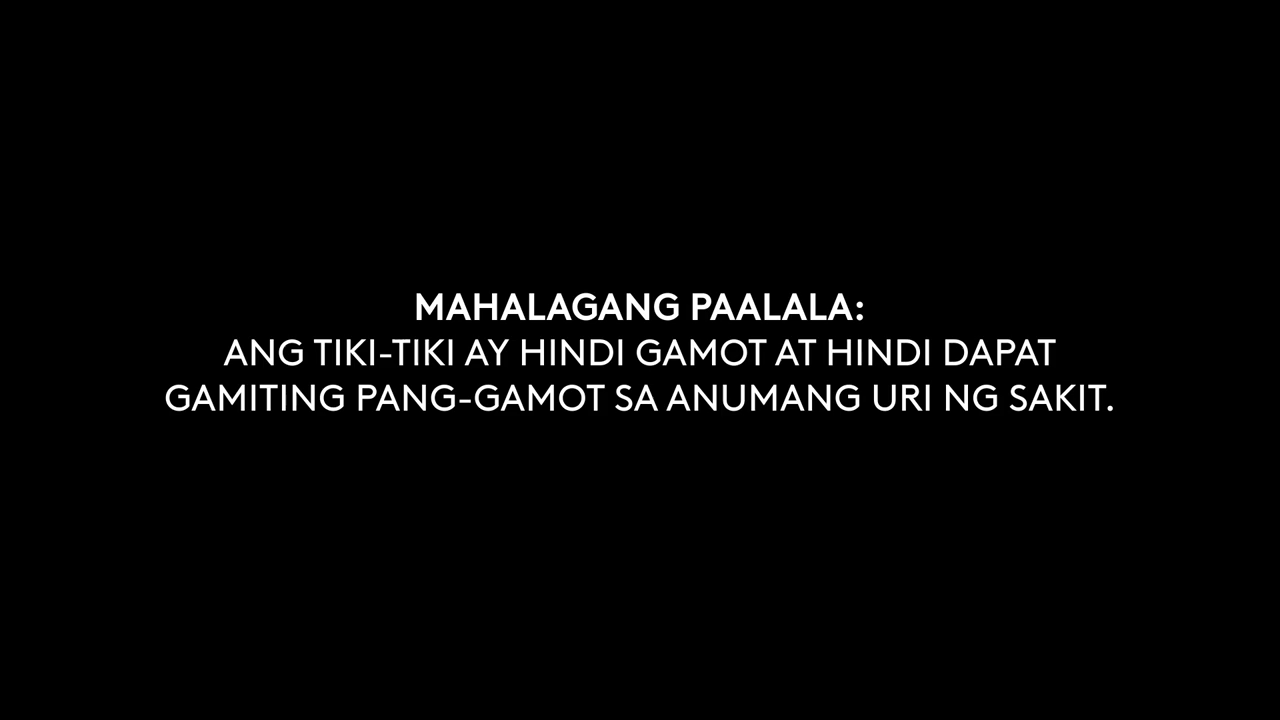 MAHALAGANG PAALALA:
ANG TIKI-TIKI AY HINDI GAMOT AT HINDI DAPAT
GAMITING PANG-GAMOT SA ANUMANG URI NG SAKIT.